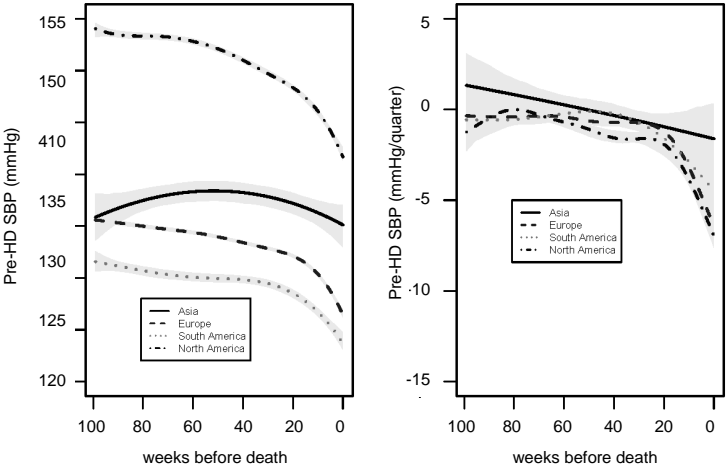 155
150
410
135
130
125
120
Pre-HD SBP (mmHg)
Asia
Europe
South America
North America
100 80 60 40 20 0
weeks before death
5
0
-5
-10
-15
Pre-HD SBP (mmHg/quarter)
Asia
Europe
South America
North America
100 80 60 40 20 0
weeks before death